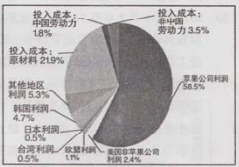 投入成本:
中国劳动力
1.8%
投入成本:
非中国
劳动力 3.5%
投入成本:
原材料 21.9%
苹果公司利润
58.5%
其他地区
利润 5.3%
韩国利润
4.7%
日本利润
0.5%
台湾利润
0.5%
欧盟利润
1.1%
美国非苹果公司
利润 2.4%